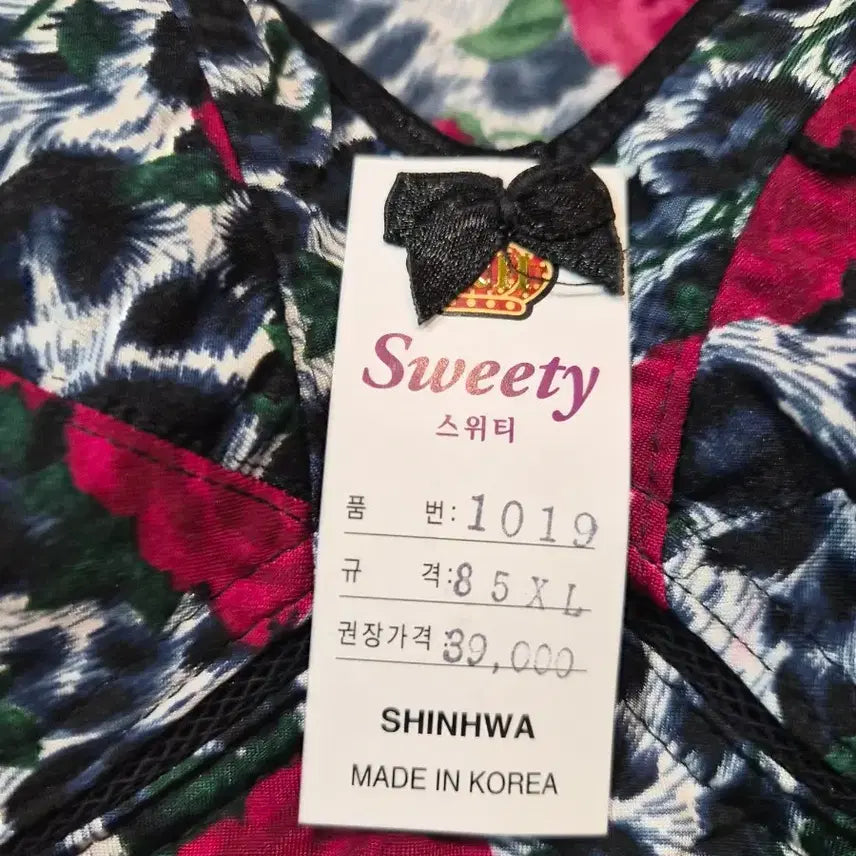 Sweety
스위티
품 번: 1019
규 격: 85XL
권장가격: 39,000
SHINHWA
MADE IN KOREA